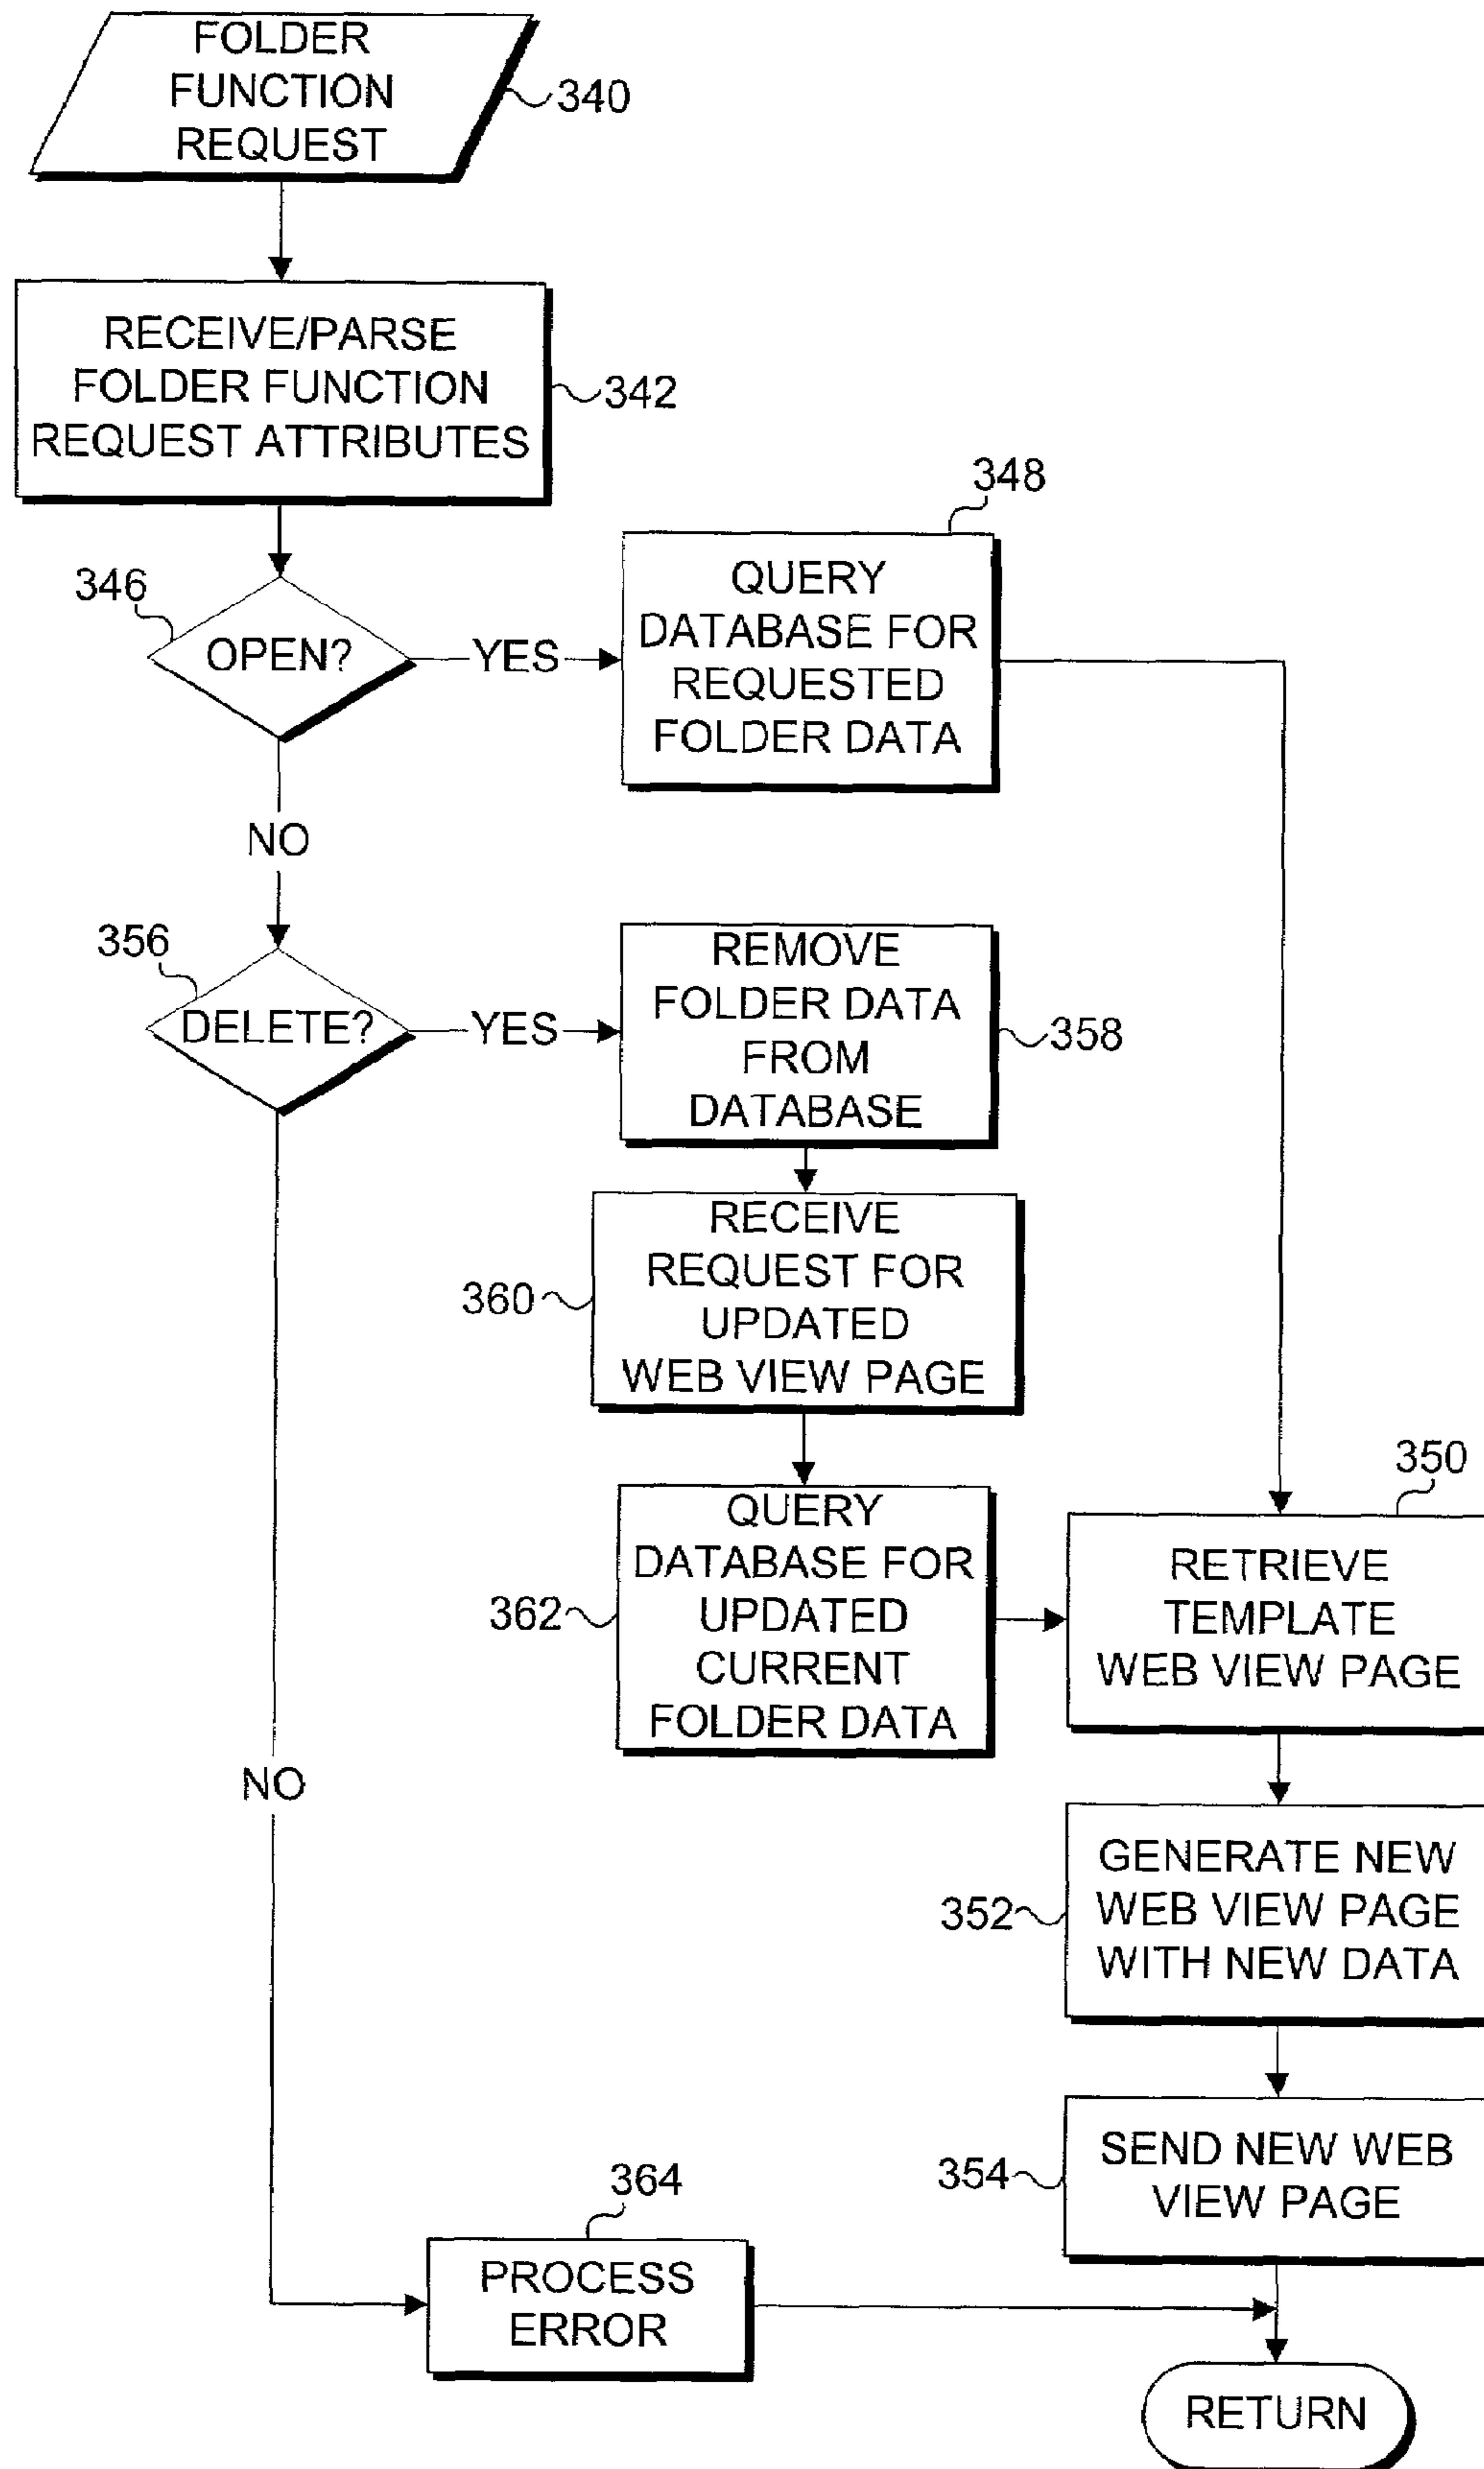 FOLDER
FUNCTION
REQUEST
340
RECEIVE/PARSE
FOLDER FUNCTION
REQUEST ATTRIBUTES
342
346
OPEN?
YES
348
QUERY
DATABASE FOR
REQUESTED
FOLDER DATA
NO
356
DELETE?
YES
REMOVE
FOLDER DATA
FROM
DATABASE
358
360
RECEIVE
REQUEST FOR
UPDATED
WEB VIEW PAGE
362
QUERY
DATABASE FOR
UPDATED
CURRENT
FOLDER DATA
350
RETRIEVE
TEMPLATE
WEB VIEW PAGE
NO
352
GENERATE NEW
WEB VIEW PAGE
WITH NEW DATA
354
SEND NEW WEB
VIEW PAGE
364
PROCESS
ERROR
RETURN